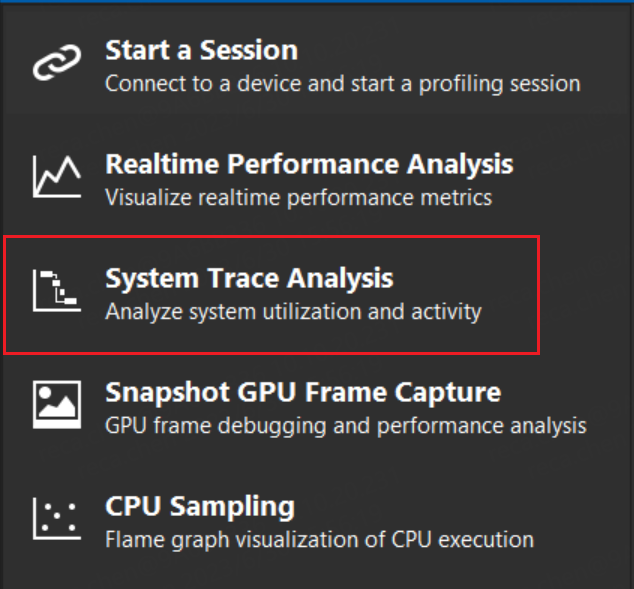 Start a Session
Connect to a device and start a profiling session
Realtime Performance Analysis
Visualize realtime performance metrics
System Trace Analysis
Analyze system utilization and activity
Snapshot GPU Frame Capture
GPU frame debugging and performance analysis
CPU Sampling
Flame graph visualization of CPU execution